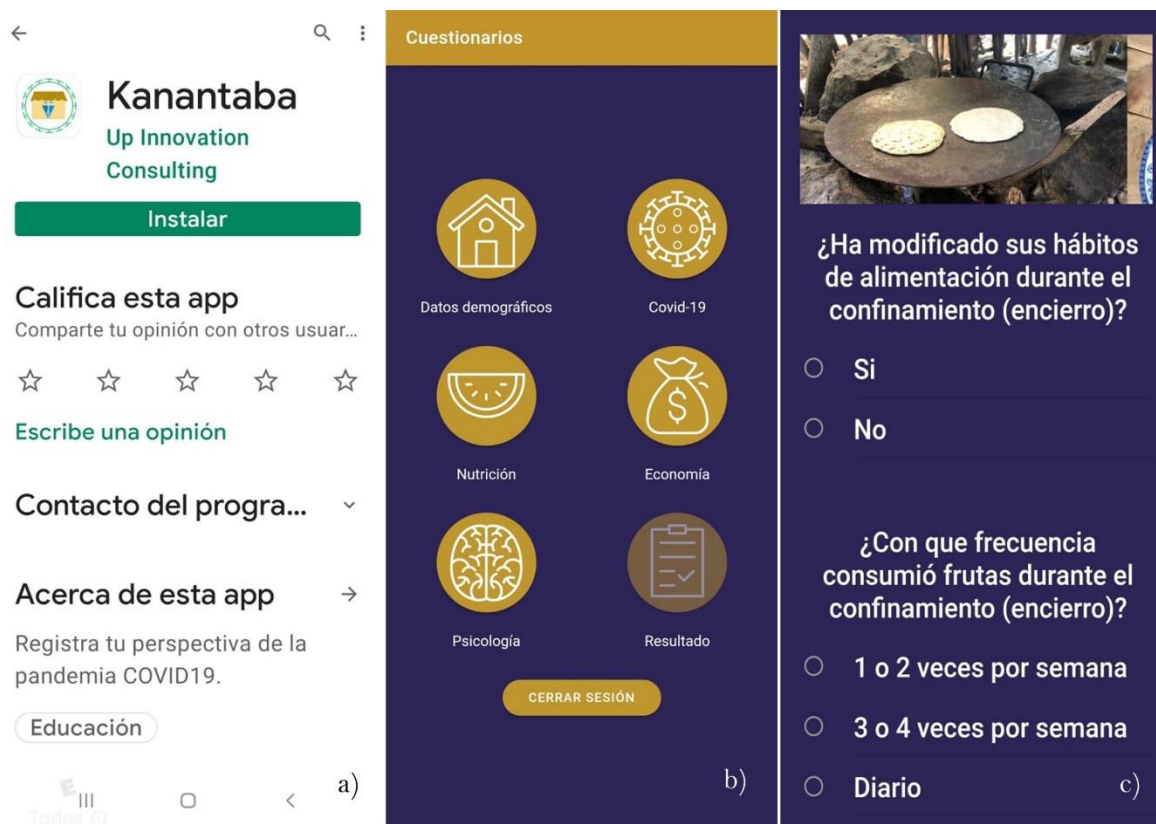 Kanantaba
Up Innovation
Consulting
Instalar
Califica esta app
Comparte tu opinión con otros usuar...
Escribe una opinión
Contacto del progra...
Acerca de esta app
Registra tu perspectiva de la
pandemia COVID19.
Educación
E
Todos
a)
Cuestionarios
Datos demográficos
Covid-19
Nutrición
Economía
$
Psicología
Resultado
CERRAR SESIÓN
b)
¿Ha modificado sus hábitos
de alimentación durante el
confinamiento (encierro)?
Si
No
¿Con que frecuencia
consumió frutas durante el
confinamiento (encierro)?
1 o 2 veces por semana
3 o 4 veces por semana
Diario
c)